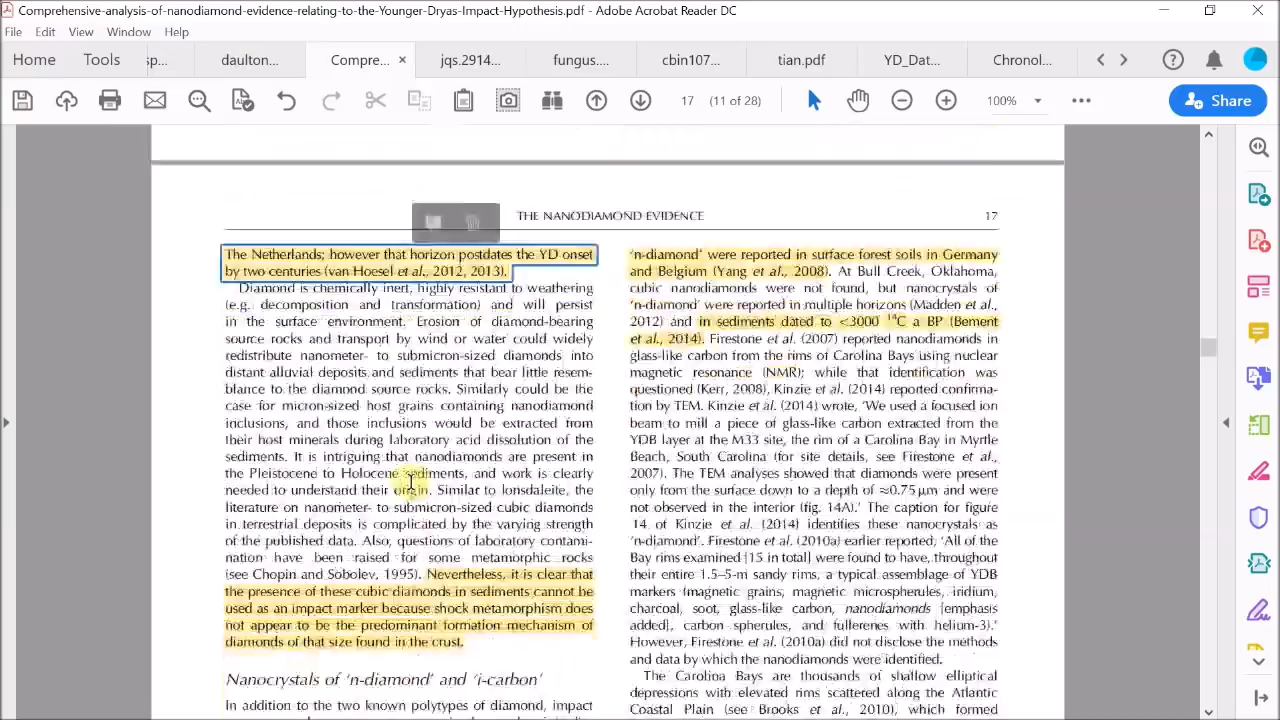 Comprehensive-analysis-of-nanodiamond-evidence-relating-to-the-Younger-Dryas-Impact-Hypothesis.pdf - Adobe Acrobat Reader DC
File Edit View Window Help
Home Tools sp... daulton... Compre... × jqs.2914... fungus.... cbin107... tian.pdf YD_Dat... Chronol...
17 (11 of 28) 100% Share
THE NANODIAMOND EVIDENCE 17
The Netherlands; however that horizon postdates the YD onset
by two centuries (van Hoesel et al., 2012, 2013).
Diamond is chemically inert, highly resistant to weathering
(e.g. decomposition and transformation) and will persist
in the surface environment. Erosion of diamond-bearing
source rocks and transport by wind or water could widely
redistribute nanometer- to submicron-sized diamonds into
distant alluvial deposits and sediments that bear little resem-
blance to the diamond source rocks. Similarly could be the
case for micron-sized host grains containing nanodiamond
inclusions, and those inclusions would be extracted from
their host minerals during laboratory acid dissolution of the
sediments. It is intriguing that nanodiamonds are present in
the Pleistocene to Holocene sediments, and work is clearly
needed to understand their origin. Similar to lonsdaleite, the
literature on nanometer- to submicron-sized cubic diamonds
in terrestrial deposits is complicated by the varying strength
of the published data. Also, questions of laboratory contami-
nation have been raised for some metamorphic rocks
(see Chopin and Sobolev, 1995). Nevertheless, it is clear that
the presence of these cubic diamonds in sediments cannot be
used as an impact marker because shock metamorphism does
not appear to be the predominant formation mechanism of
diamonds of that size found in the crust.
Nanocrystals of 'n-diamond' and 'i-carbon'
In addition to the two known polytypes of diamond, impact
'n-diamond' were reported in surface forest soils in Germany
and Belgium (Yang et al., 2008). At Bull Creek, Oklahoma,
cubic nanodiamonds were not found, but nanocrystals of
'n-diamond' were reported in multiple horizons (Madden et al.,
2012) and in sediments dated to <3000 ¹⁴C a BP (Bement
et al., 2014). Firestone et al. (2007) reported nanodiamonds in
glass-like carbon from the rims of Carolina Bays using nuclear
magnetic resonance (NMR); while that identification was
questioned (Kerr, 2008), Kinzie et al. (2014) reported confirma-
tion by TEM. Kinzie et al. (2014) wrote, 'We used a focused ion
beam to mill a piece of glass-like carbon extracted from the
YDB layer at the M33 site, the rim of a Carolina Bay in Myrtle
Beach, South Carolina (for site details, see Firestone et al.,
2007). The TEM analyses showed that diamonds were present
only from the surface down to a depth of ≈0.75 μm and were
not observed in the interior (fig. 14A).' The caption for figure
14 of Kinzie et al. (2014) identifies these nanocrystals as
'n-diamond'. Firestone et al. (2010a) earlier reported, 'All of the
Bay rims examined [15 in total] were found to have, throughout
their entire 1.5–5-m sandy rims, a typical assemblage of YDB
markers (magnetic grains, magnetic microspherules, iridium,
charcoal, soot, glass-like carbon, nanodiamonds [emphasis
added], carbon spherules, and fullerenes with helium-3).'
However, Firestone et al. (2010a) did not disclose the methods
and data by which the nanodiamonds were identified.
The Carolina Bays are thousands of shallow elliptical
depressions with elevated rims scattered along the Atlantic
Coastal Plain (see Brooks et al., 2010), which formed